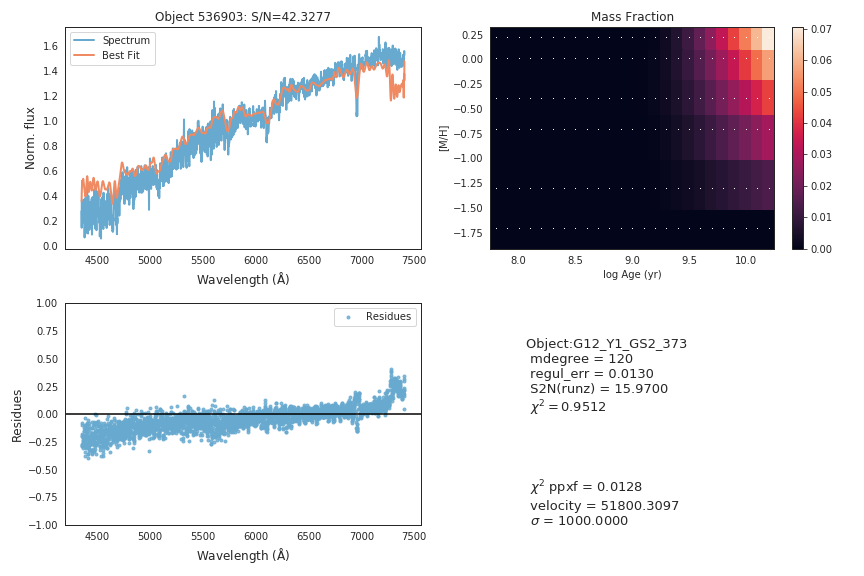 Object 536903: S/N=42.3277
Spectrum
Best Fit
Norm. flux
1.6
1.4
1.2
1.0
0.8
0.6
0.4
0.2
0.0
4500 5000 5500 6000 6500 7000 7500
Wavelength (Å)
Mass Fraction
[M/H]
0.25
0.00
−0.25
−0.50
−0.75
−1.00
−1.25
−1.50
−1.75
8.0 8.5 9.0 9.5 10.0
log Age (yr)
0.07
0.06
0.05
0.04
0.03
0.02
0.01
0.00
Residues
Residues
1.00
0.75
0.50
0.25
0.00
−0.25
−0.50
−0.75
−1.00
4500 5000 5500 6000 6500 7000 7500
Wavelength (Å)
Object:G12_Y1_GS2_373
mdegree = 120
regul_err = 0.0130
S2N(runz) = 15.9700
χ² = 0.9512
χ² ppxf = 0.0128
velocity = 51800.3097
σ = 1000.0000